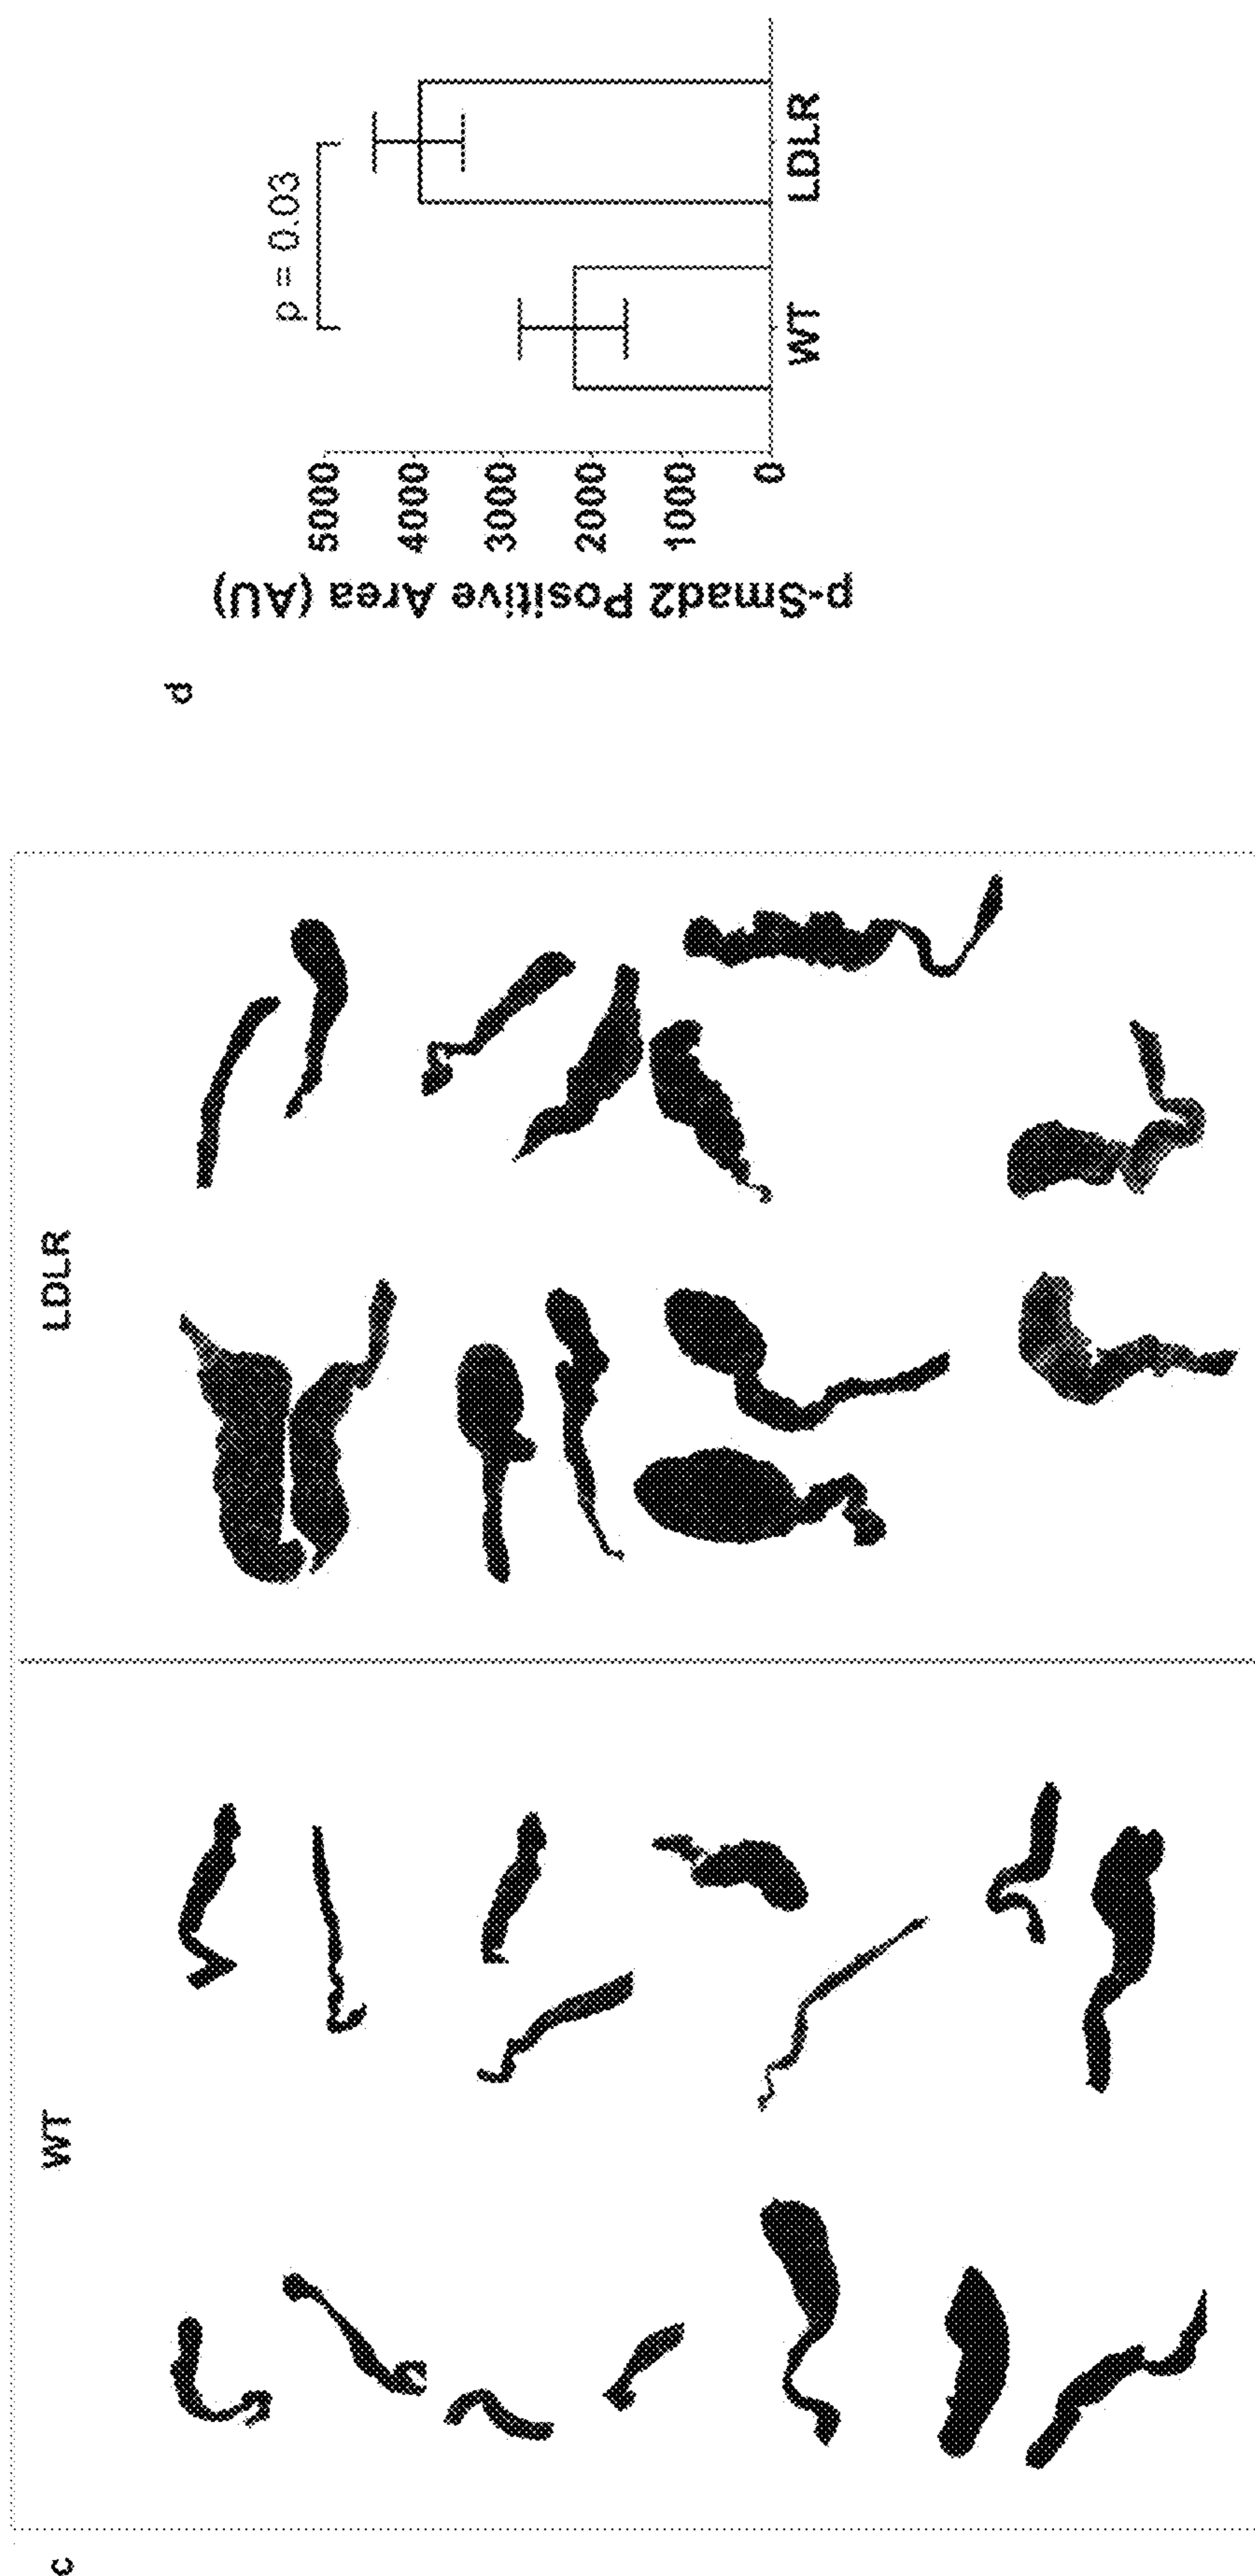 c
WT
LDLR
d
p-Smad2 Positive Area (AU)
5000
4000
3000
2000
1000
0
p = 0.03
WT
LDLR